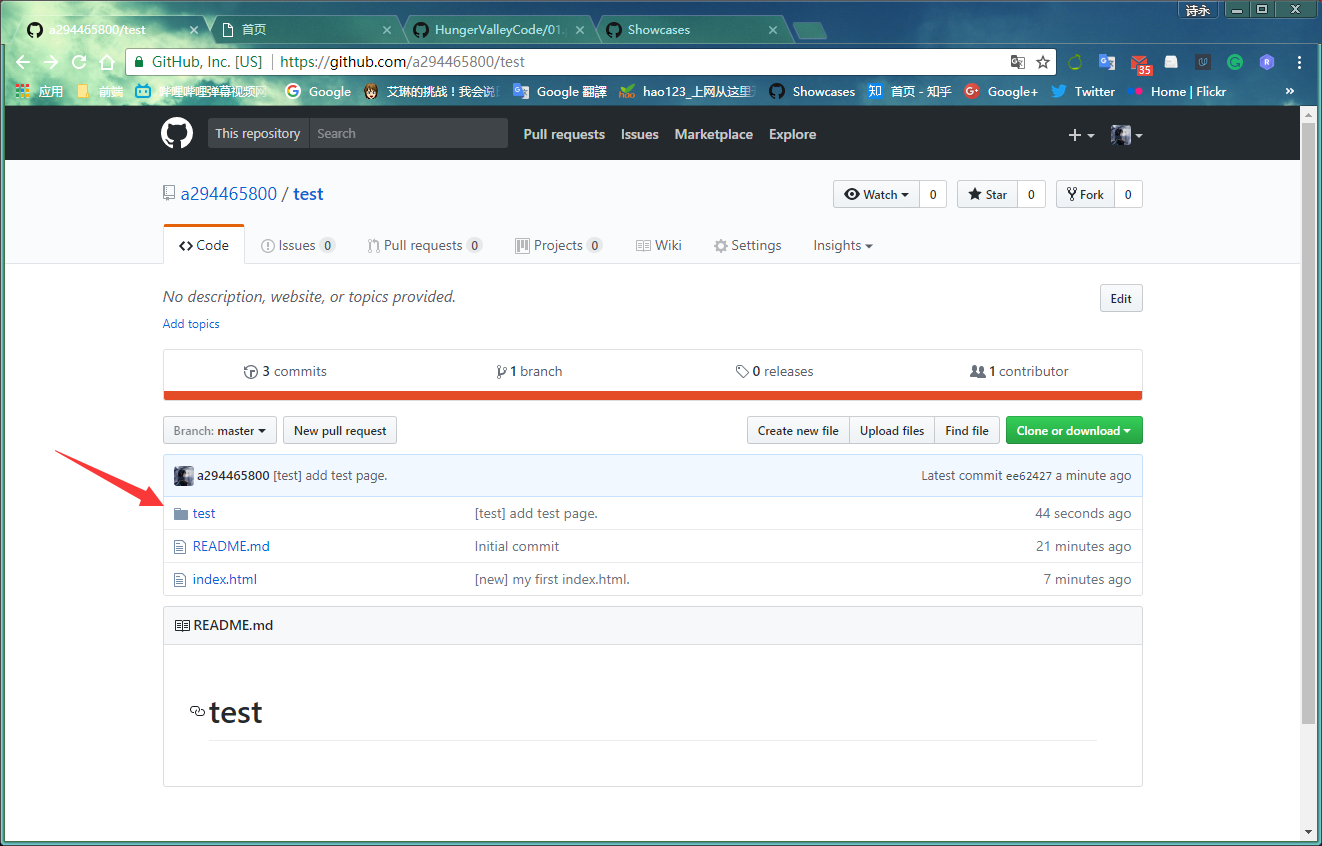 诗永
a294465800/test
首页
HungerValleyCode/01.
Showcases
GitHub, Inc. [US] https://github.com/a294465800/test
35
应用 前端 哔哩哔哩弹幕视频网 Google 艾琳的挑战！我会说 Google 翻譯 hao123_上网从这里 Showcases 首页 - 知乎 Google+ Twitter Home | Flickr »
This repository Search Pull requests Issues Marketplace Explore
a294465800 / test
Watch 0 Star 0 Fork 0
Code Issues 0 Pull requests 0 Projects 0 Wiki Settings Insights
No description, website, or topics provided.
Edit
Add topics
3 commits 1 branch 0 releases 1 contributor
Branch: master New pull request Create new file Upload files Find file Clone or download
a294465800 [test] add test page. Latest commit ee62427 a minute ago
test [test] add test page. 44 seconds ago
README.md Initial commit 21 minutes ago
index.html [new] my first index.html. 7 minutes ago
README.md
test